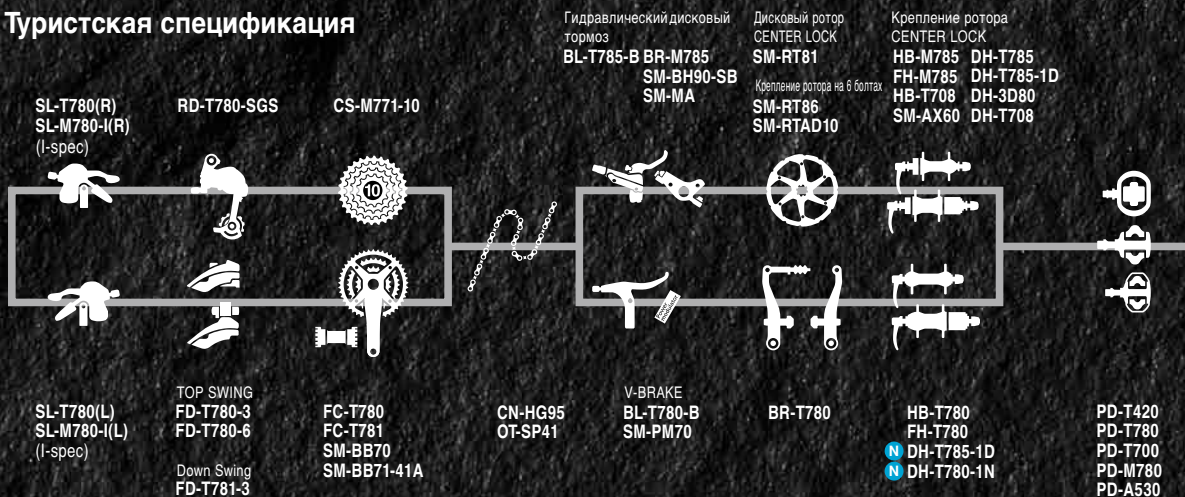 Туристская спецификация
SL-T780(R)
SL-M780-I(R)
(I-spec)
RD-T780-SGS
CS-M771-10
Гидравлический дисковый
тормоз
BL-T785-B BR-M785
SM-BH90-SB
SM-MA
Дисковый ротор
CENTER LOCK
SM-RT81
Крепление ротора на 6 болтах
SM-RT86
SM-RTAD10
Крепление ротора
CENTER LOCK
HB-M785 DH-T785
FH-M785 DH-T785-1D
HB-T708 DH-3D80
SM-AX60 DH-T708
10
SL-T780(L)
SL-M780-I(L)
(I-spec)
TOP SWING
FD-T780-3
FD-T780-6
Down Swing
FD-T781-3
FC-T780
FC-T781
SM-BB70
SM-BB71-41A
CN-HG95
OT-SP41
V-BRAKE
BL-T780-B
SM-PM70
BR-T780
HB-T780
FH-T780
N DH-T785-1D
N DH-T780-1N
PD-T420
PD-T780
PD-T700
PD-M780
PD-A530